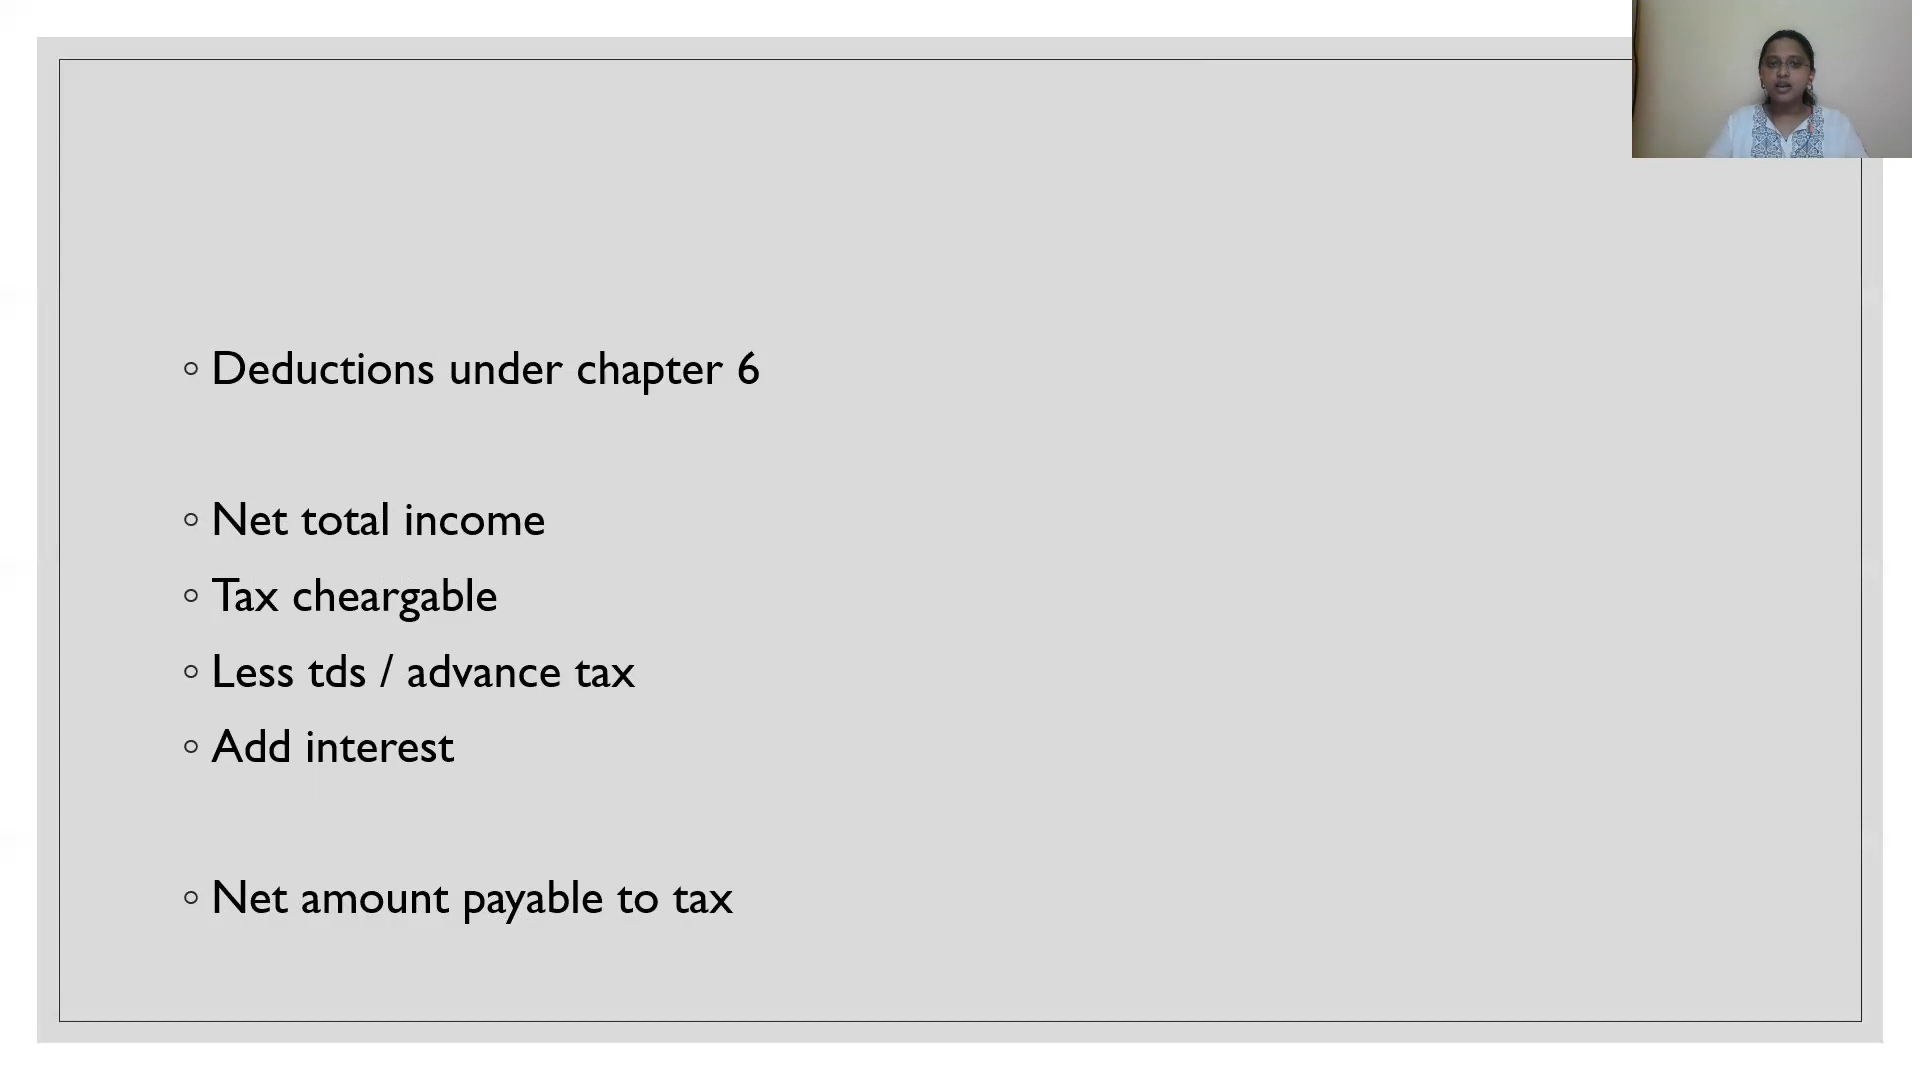 Deductions under chapter 6
Net total income
Tax cheargable
Less tds / advance tax
Add interest
Net amount payable to tax